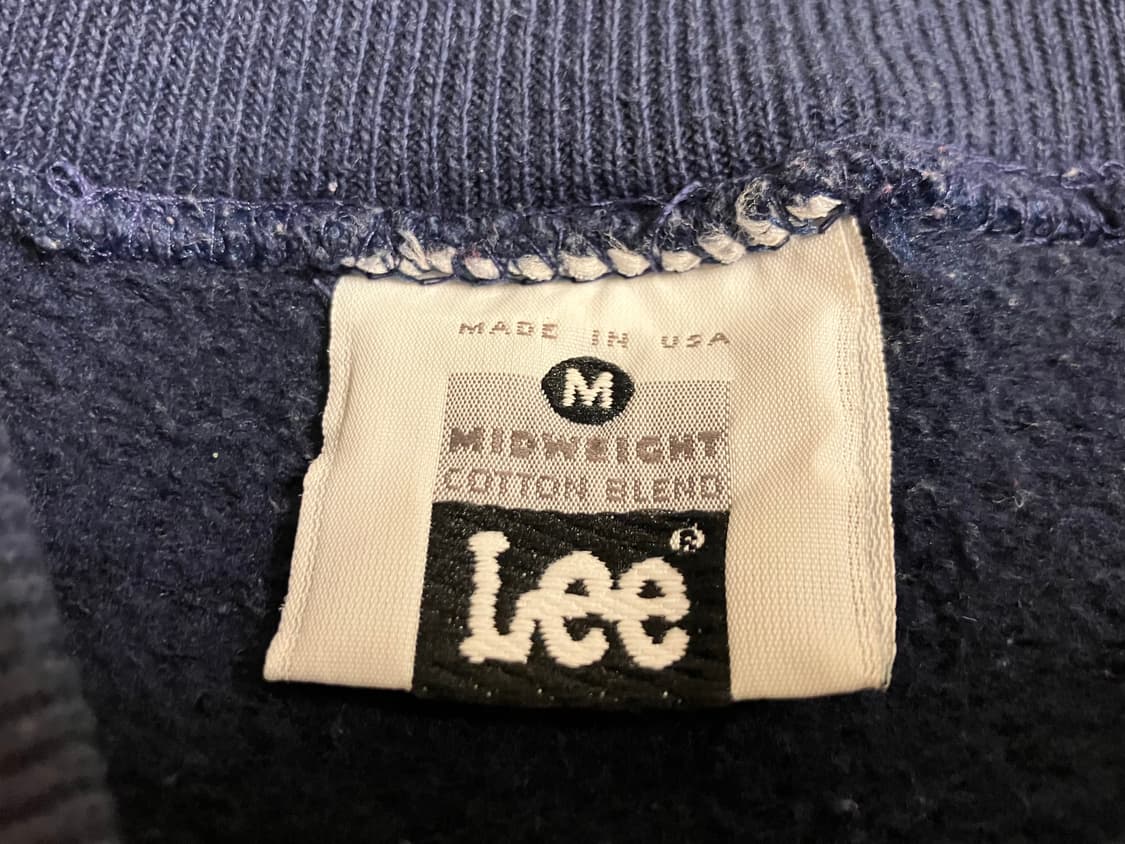 MADE IN USA
M
MIDWEIGHT
COTTON BLEND
Lee®